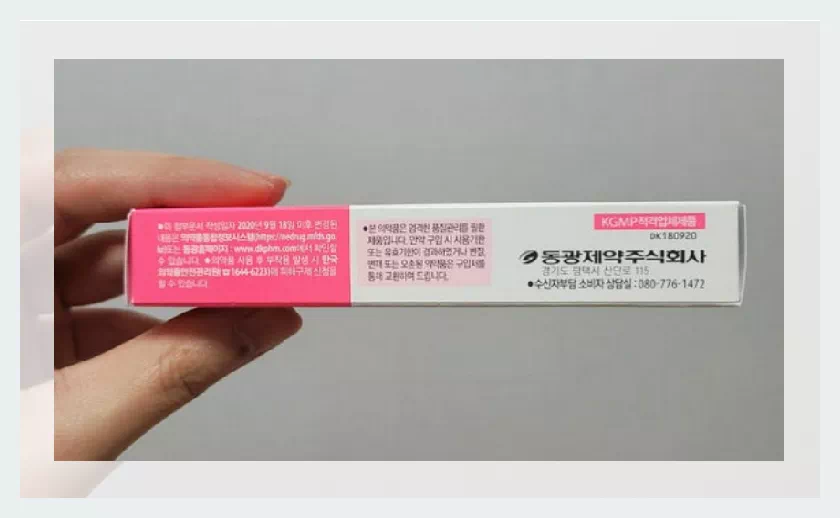 ●이 첨부문서 작성일자 2020년 9월 18일 이후 변경된
내용은 의약품통합정보시스템(https://nedrug.mfds.go.
kr)또는 동광홈페이지 : www.dkphm.com에서 확인할
수 있습니다. ●의약품 사용 후 부작용 발생 시 한국
의약품안전관리원(☎ 1644-6223)에 피해구제 신청을
할 수 있습니다.
●본 의약품은 엄격한 품질관리를 필한
제품입니다. 만약 구입 시 사용기한
또는 유효기한이 경과하였거나 변질,
변패 또는 오손된 의약품은 구입처를
통해 교환하여 드립니다.
KGMP적격업체제품
DK180920
동광제약주식회사
경기도 평택시 산단로 115
●수신자부담 소비자 상담실 : 080-776-1472